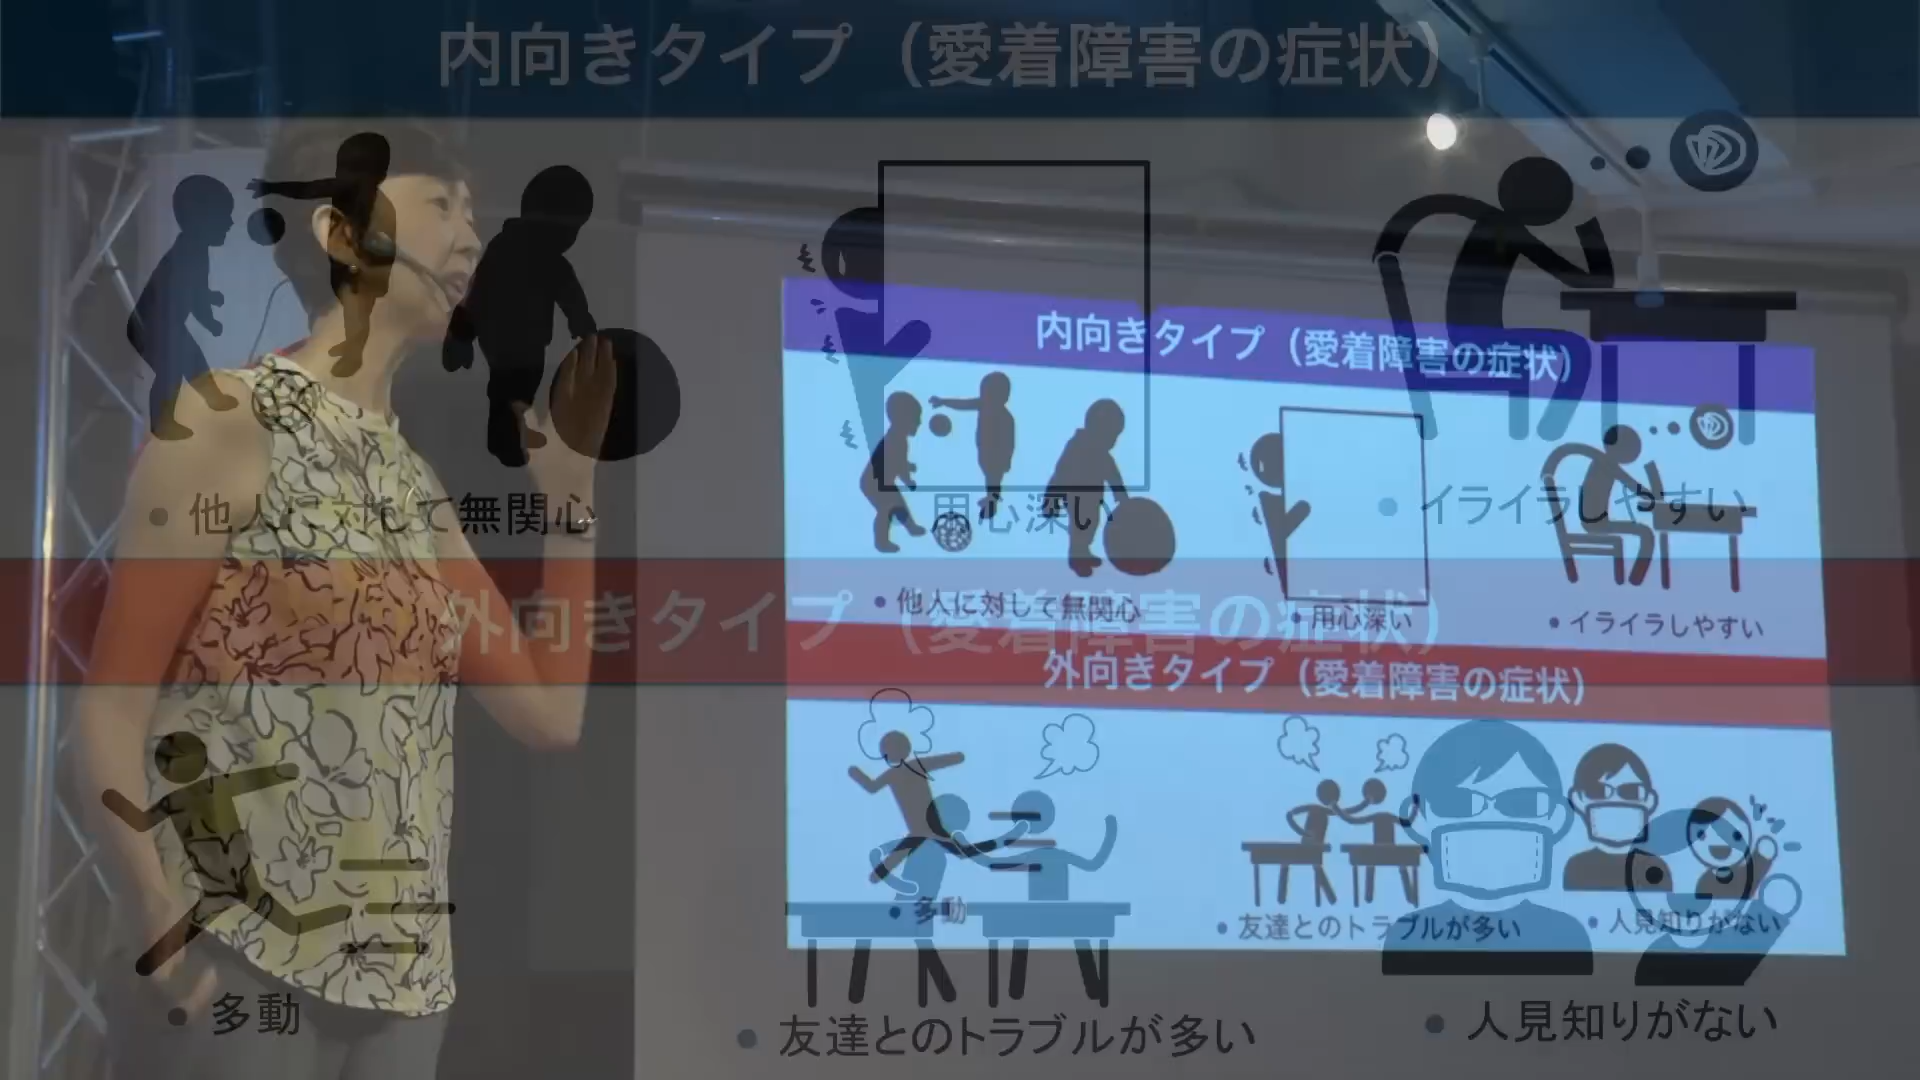 内向きタイプ（愛着障害の症状）
• 他人に対して無関心
用心深い
• イライラしやすい
外向きタイプ（愛着障害の症状）
• 多動
• 友達とのトラブルが多い
• 人見知りがない
内向きタイプ（愛着障害の症状）
• 他人に対して無関心
• 用心深い
• イライラしやすい
外向きタイプ（愛着障害の症状）
• 多動
• 友達とのトラブルが多い
• 人見知りがない